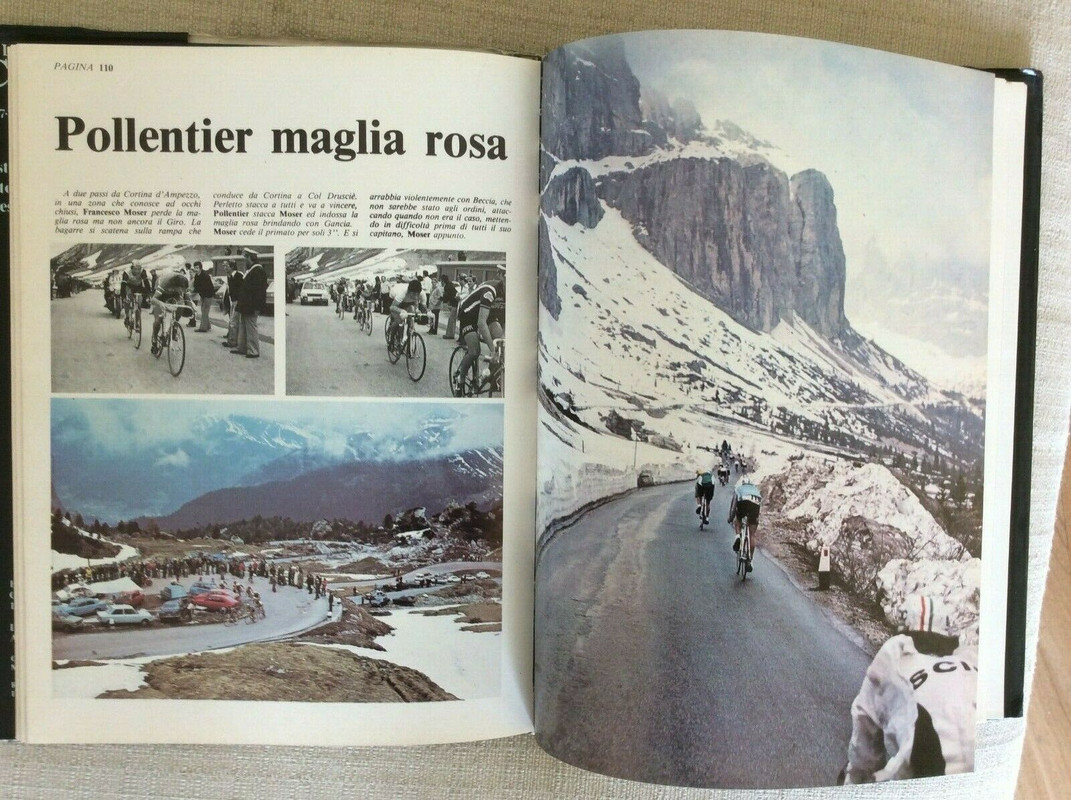 PAGINA 110
Pollentier maglia rosa
A due passi da Cortina d'Ampezzo,
in una zona che conosce ad occhi
chiusi, Francesco Moser perde la ma-
glia rosa ma non ancora il Giro. La
bagarre si scatena sulla rampa che
conduce da Cortina a Col Drusciè.
Perletto stacca a tutti e va a vincere,
Pollentier stacca Moser ed indossa la
maglia rosa brindando con Gancia.
Moser cede il primato per soli 3". E si
arrabbia violentemente con Beccia, che
non sarebbe stato agli ordini, attac-
cando quando non era il caso, metten-
do in difficoltà prima di tutti il suo
capitano, Moser appunto.
SCI